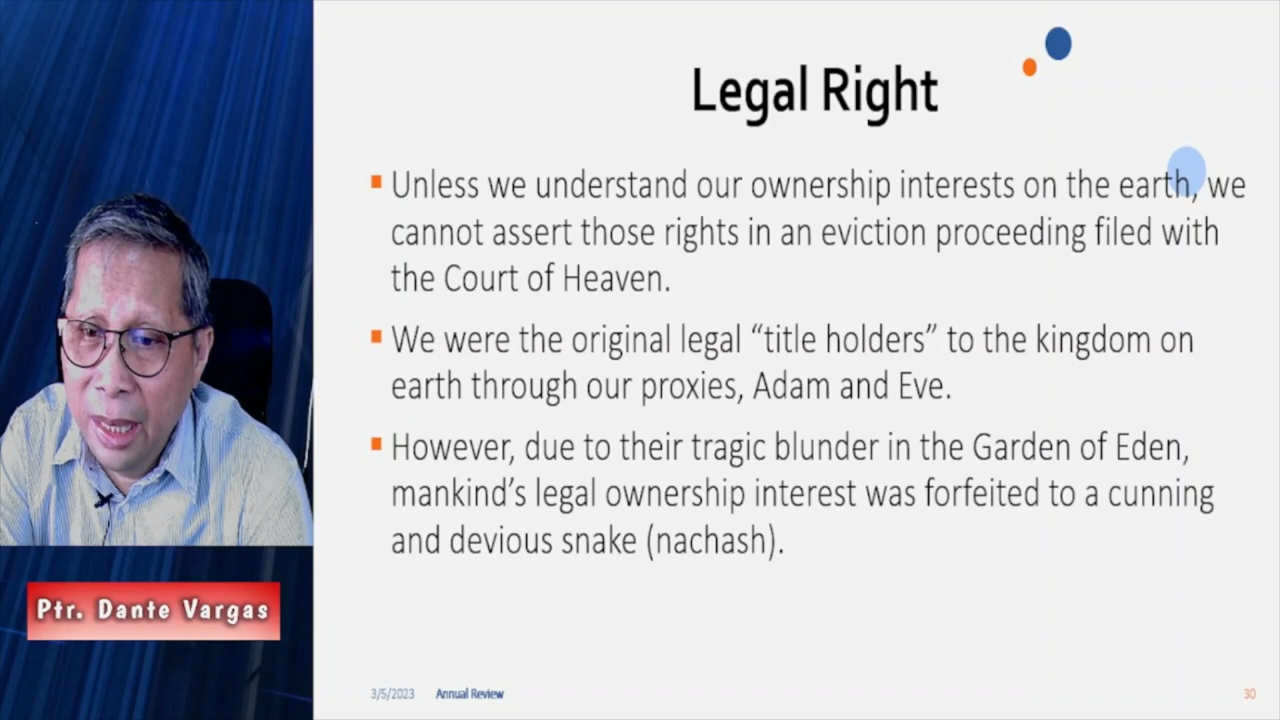 Legal Right
▪ Unless we understand our ownership interests on the earth, we
cannot assert those rights in an eviction proceeding filed with
the Court of Heaven.
▪ We were the original legal “title holders” to the kingdom on
earth through our proxies, Adam and Eve.
▪ However, due to their tragic blunder in the Garden of Eden,
mankind’s legal ownership interest was forfeited to a cunning
and devious snake (nachash).
Ptr. Dante Vargas
3/5/2023 Annual Review 30